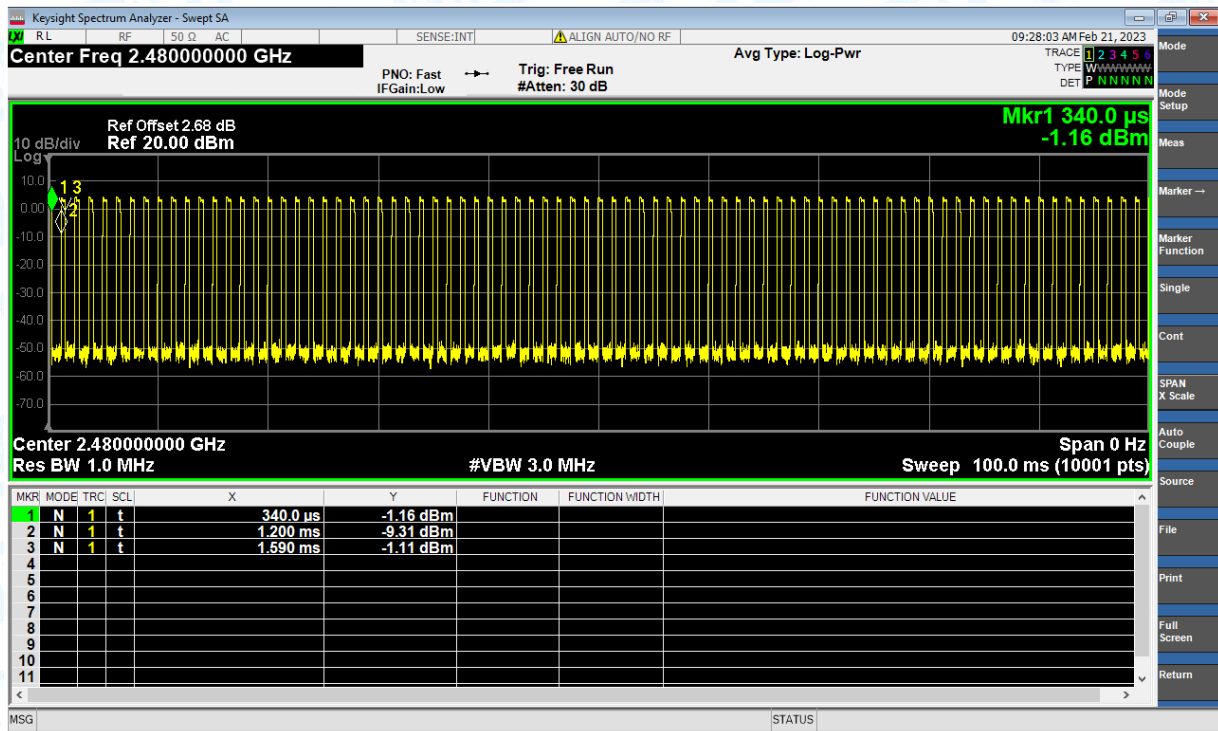 Keysight Spectrum Analyzer - Swept SA
LXI RL RF 50 Ω AC SENSE:INT ALIGN AUTO/NO RF 09:28:03 AM Feb 21, 2023
Center Freq 2.480000000 GHz
PNO: Fast
IFGain:Low
Trig: Free Run
#Atten: 30 dB
Avg Type: Log-Pwr
TRACE 1 2 3 4 5 6
TYPE WWWWWW
DET P N N N N N
Mkr1 340.0 µs
-1.16 dBm
Ref Offset 2.68 dB
10 dB/div Ref 20.00 dBm
Log
10.0
0.00
-10.0
-20.0
-30.0
-40.0
-50.0
-60.0
-70.0
1 3
2
Center 2.480000000 GHz Span 0 Hz
Res BW 1.0 MHz #VBW 3.0 MHz Sweep 100.0 ms (10001 pts)
MKR MODE TRC SCL X Y FUNCTION FUNCTION WIDTH FUNCTION VALUE
1 N 1 t 340.0 µs -1.16 dBm
2 N 1 t 1.200 ms -9.31 dBm
3 N 1 t 1.590 ms -1.11 dBm
4
5
6
7
8
9
10
11
MSG STATUS
Mode
Mode
Setup
Meas
Marker →
Marker
Function
Single
Cont
SPAN
X Scale
Auto
Couple
Source
File
Print
Full
Screen
Return